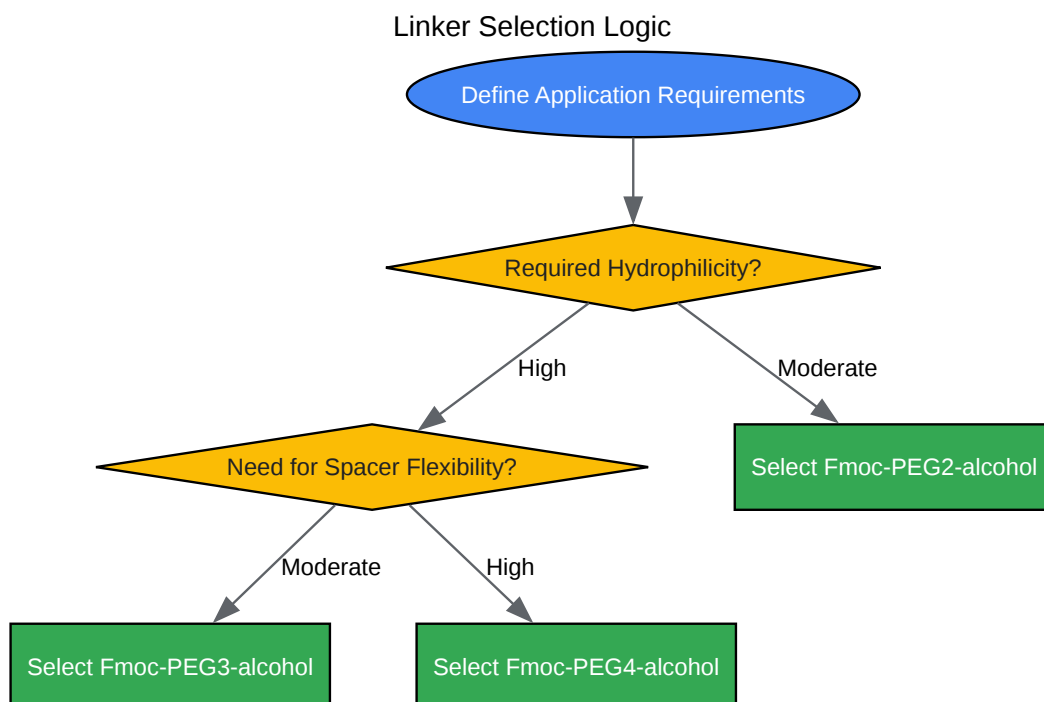 Linker Selection Logic
Define Application Requirements
Required Hydrophilicity?
High
Moderate
Need for Spacer Flexibility?
Select Fmoc-PEG2-alcohol
Moderate
High
Select Fmoc-PEG3-alcohol
Select Fmoc-PEG4-alcohol